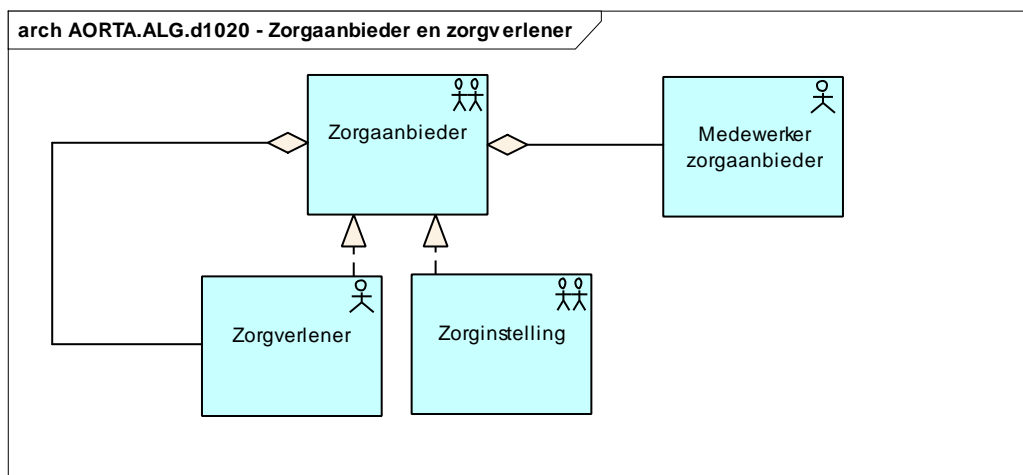 arch AORTA.ALG.d1020 - Zorgaanbieder en zorgverlener
Zorgaanbieder
Medewerker
zorgaanbieder
Zorgverlener
Zorginstelling